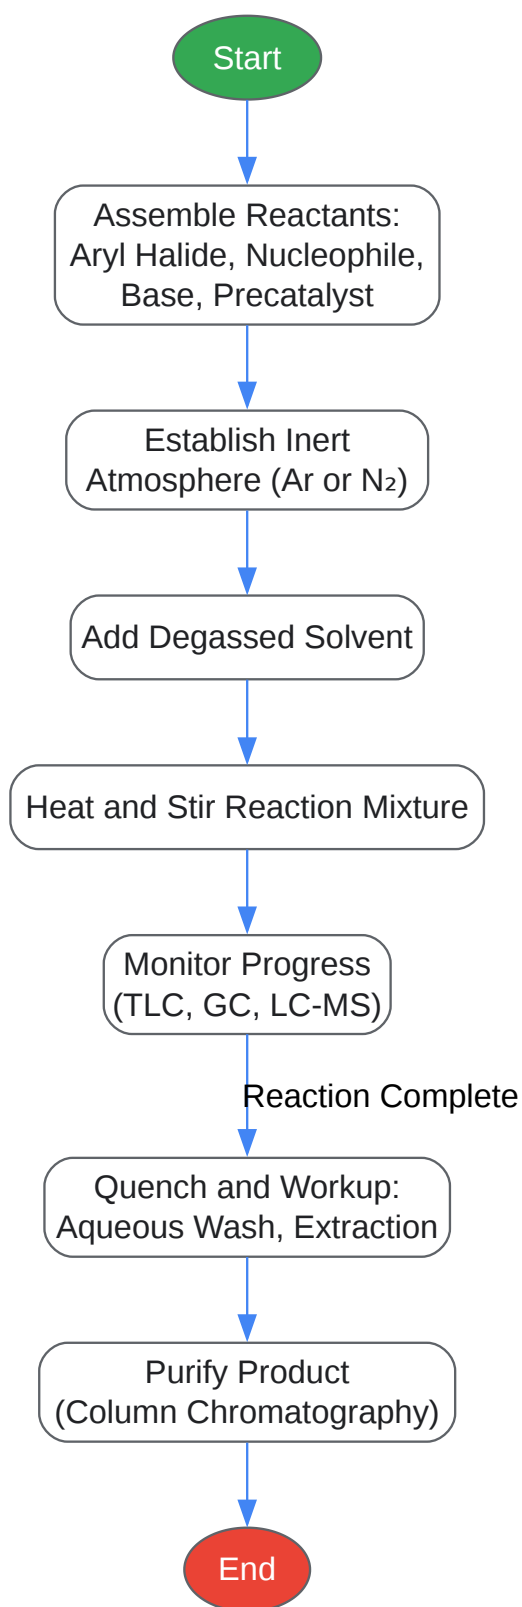 Start
Assemble Reactants:
Aryl Halide, Nucleophile,
Base, Precatalyst
Establish Inert
Atmosphere (Ar or N₂)
Add Degassed Solvent
Heat and Stir Reaction Mixture
Monitor Progress
(TLC, GC, LC-MS)
Reaction Complete
Quench and Workup:
Aqueous Wash, Extraction
Purify Product
(Column Chromatography)
End